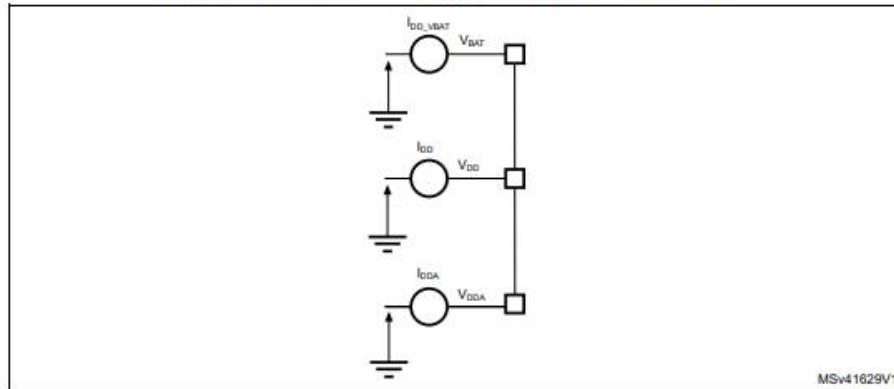 IDD_VBAT
VBAT
IDD
VDD
IDDA
VDDA
MSv41629V1